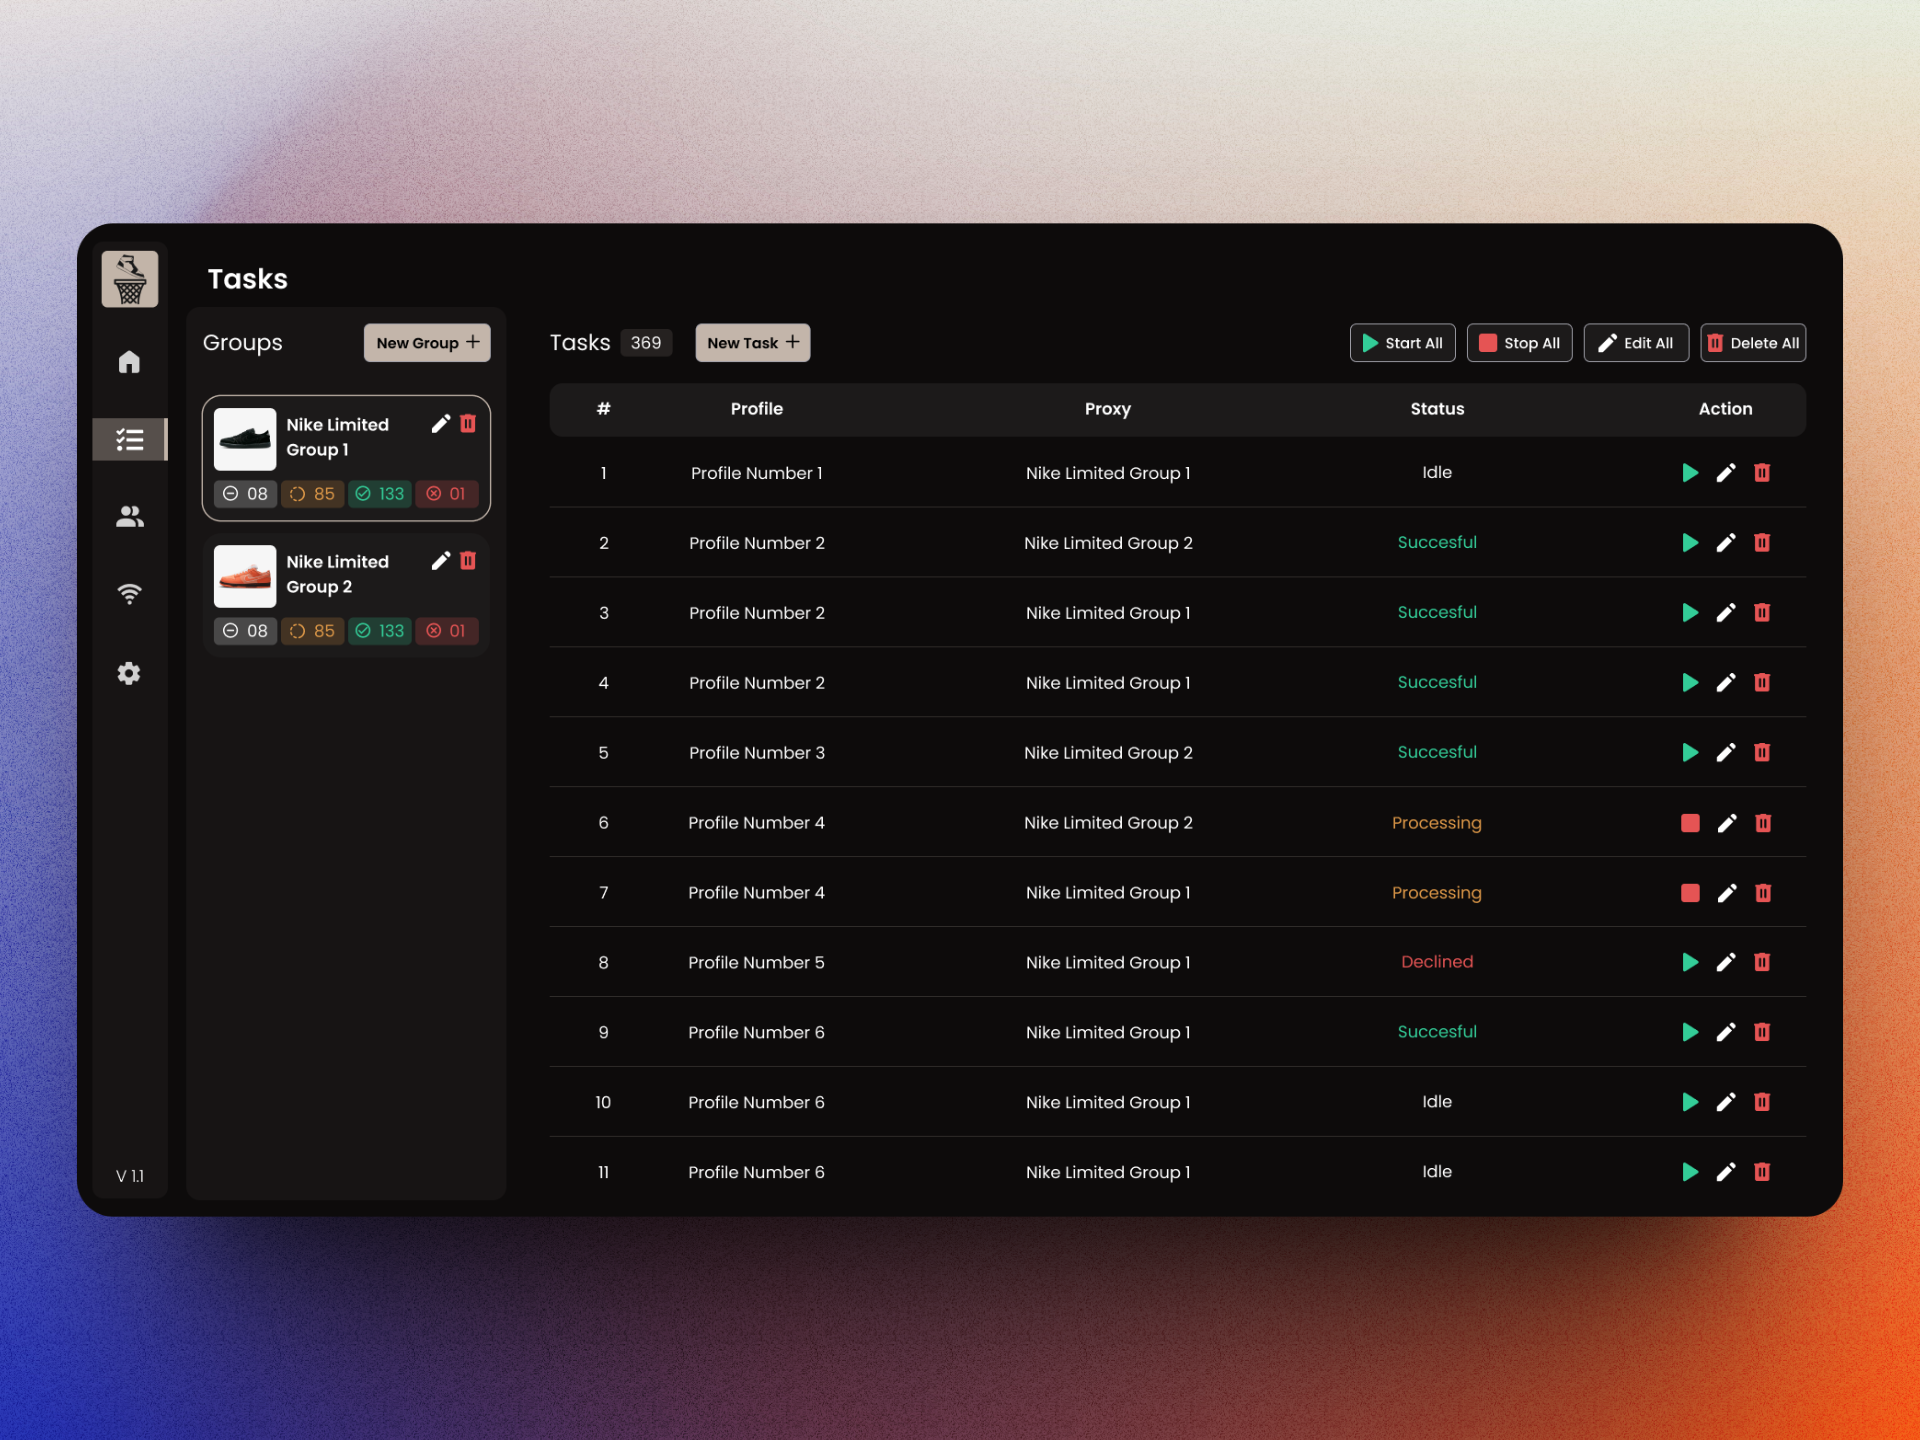 Tasks
Groups
New Group
Nike Limited
Group 1
08 85 133 01
Nike Limited
Group 2
08 85 133 01
V 1.1
Tasks 369 New Task Start All Stop All Edit All Delete All
# Profile Proxy Status Action
1 Profile Number 1 Nike Limited Group 1 Idle
2 Profile Number 2 Nike Limited Group 2 Succesful
3 Profile Number 2 Nike Limited Group 1 Succesful
4 Profile Number 2 Nike Limited Group 1 Succesful
5 Profile Number 3 Nike Limited Group 2 Succesful
6 Profile Number 4 Nike Limited Group 2 Processing
7 Profile Number 4 Nike Limited Group 1 Processing
8 Profile Number 5 Nike Limited Group 1 Declined
9 Profile Number 6 Nike Limited Group 1 Succesful
10 Profile Number 6 Nike Limited Group 1 Idle
11 Profile Number 6 Nike Limited Group 1 Idle